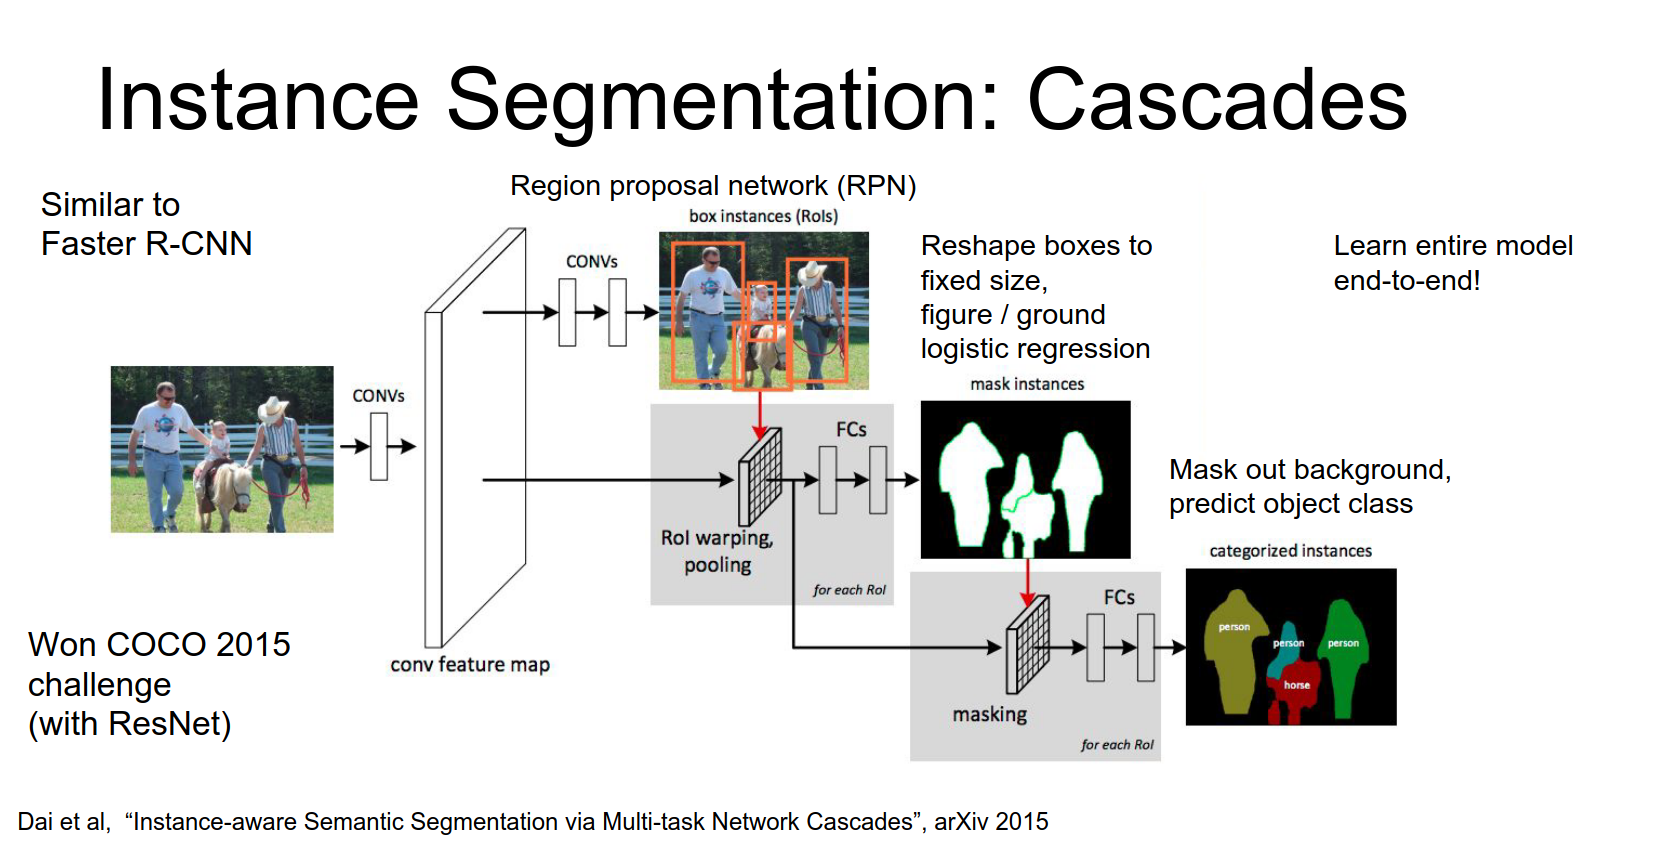 Instance Segmentation: Cascades
Similar to
Faster R-CNN
Region proposal network (RPN)
box instances (RoIs)
CONVs
Reshape boxes to
fixed size,
figure / ground
logistic regression
Learn entire model
end-to-end!
mask instances
CONVs
FCs
RoI warping,
pooling
for each RoI
Mask out background,
predict object class
categorized instances
FCs
person
person
person
horse
masking
for each RoI
conv feature map
Won COCO 2015
challenge
(with ResNet)
Dai et al, “Instance-aware Semantic Segmentation via Multi-task Network Cascades”, arXiv 2015